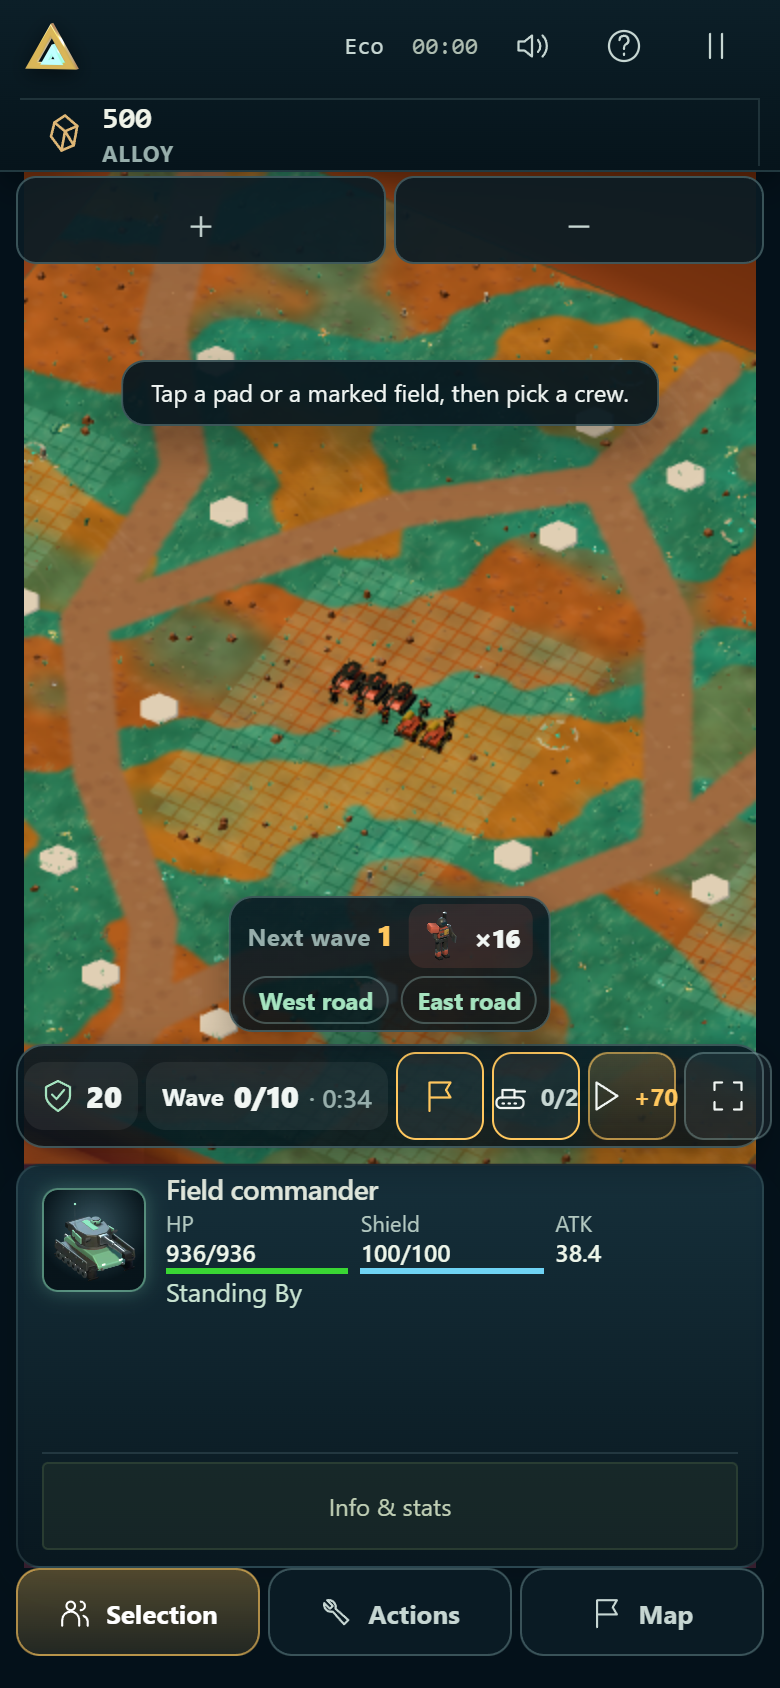 Eco 00:00
500
ALLOY
+ −
Tap a pad or a marked field, then pick a crew.
Next wave 1 ×16
West road East road
20 Wave 0/10 · 0:34 0/2 +70
Field commander
HP Shield ATK
936/936 100/100 38.4
Standing By
Info & stats
Selection Actions Map